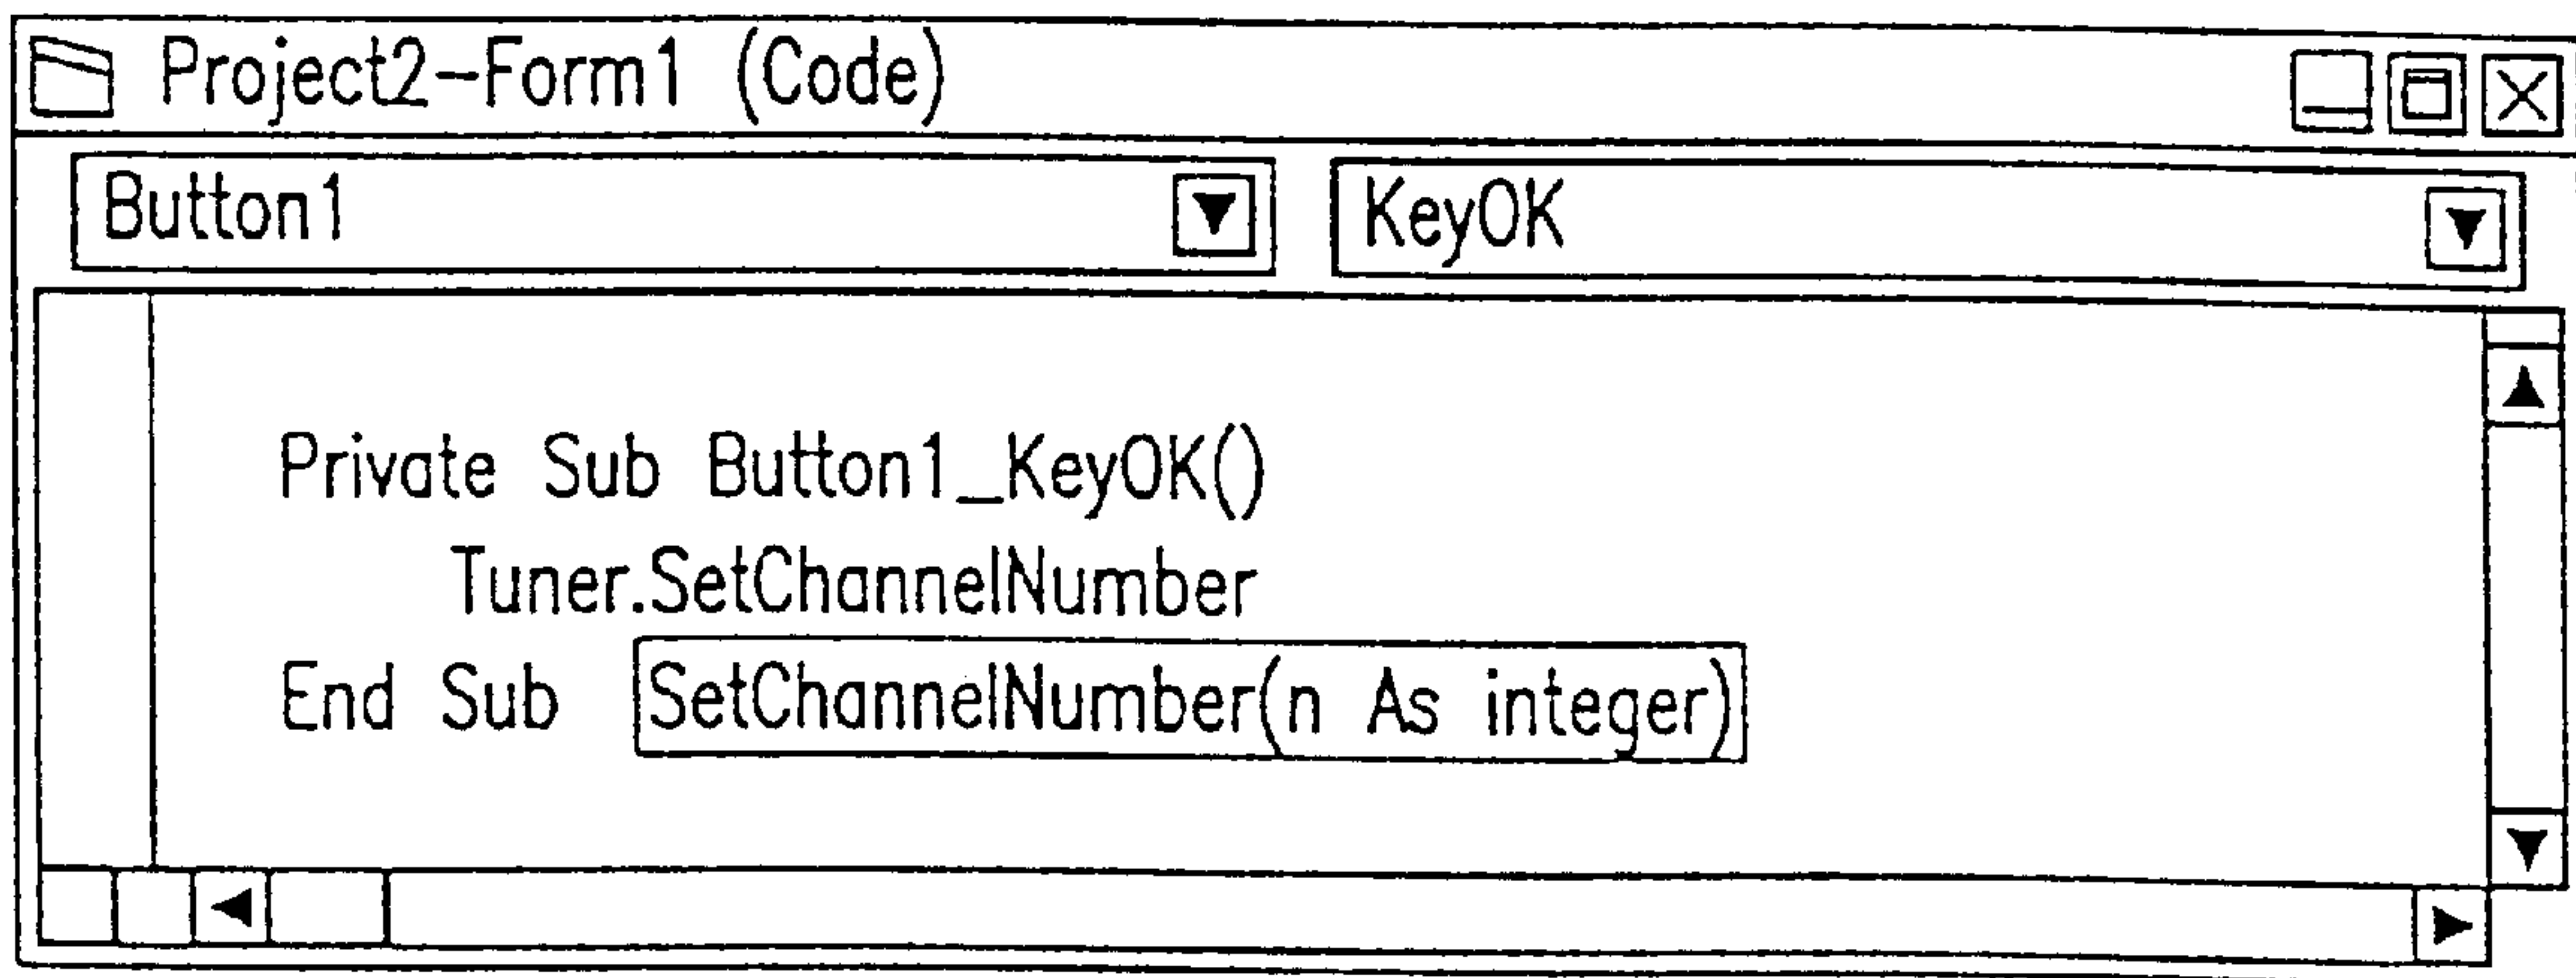 Project2-Form1 (Code)
Button1 KeyOK
Private Sub Button1_KeyOK()
Tuner.SetChannelNumber
End Sub SetChannelNumber(n As integer)